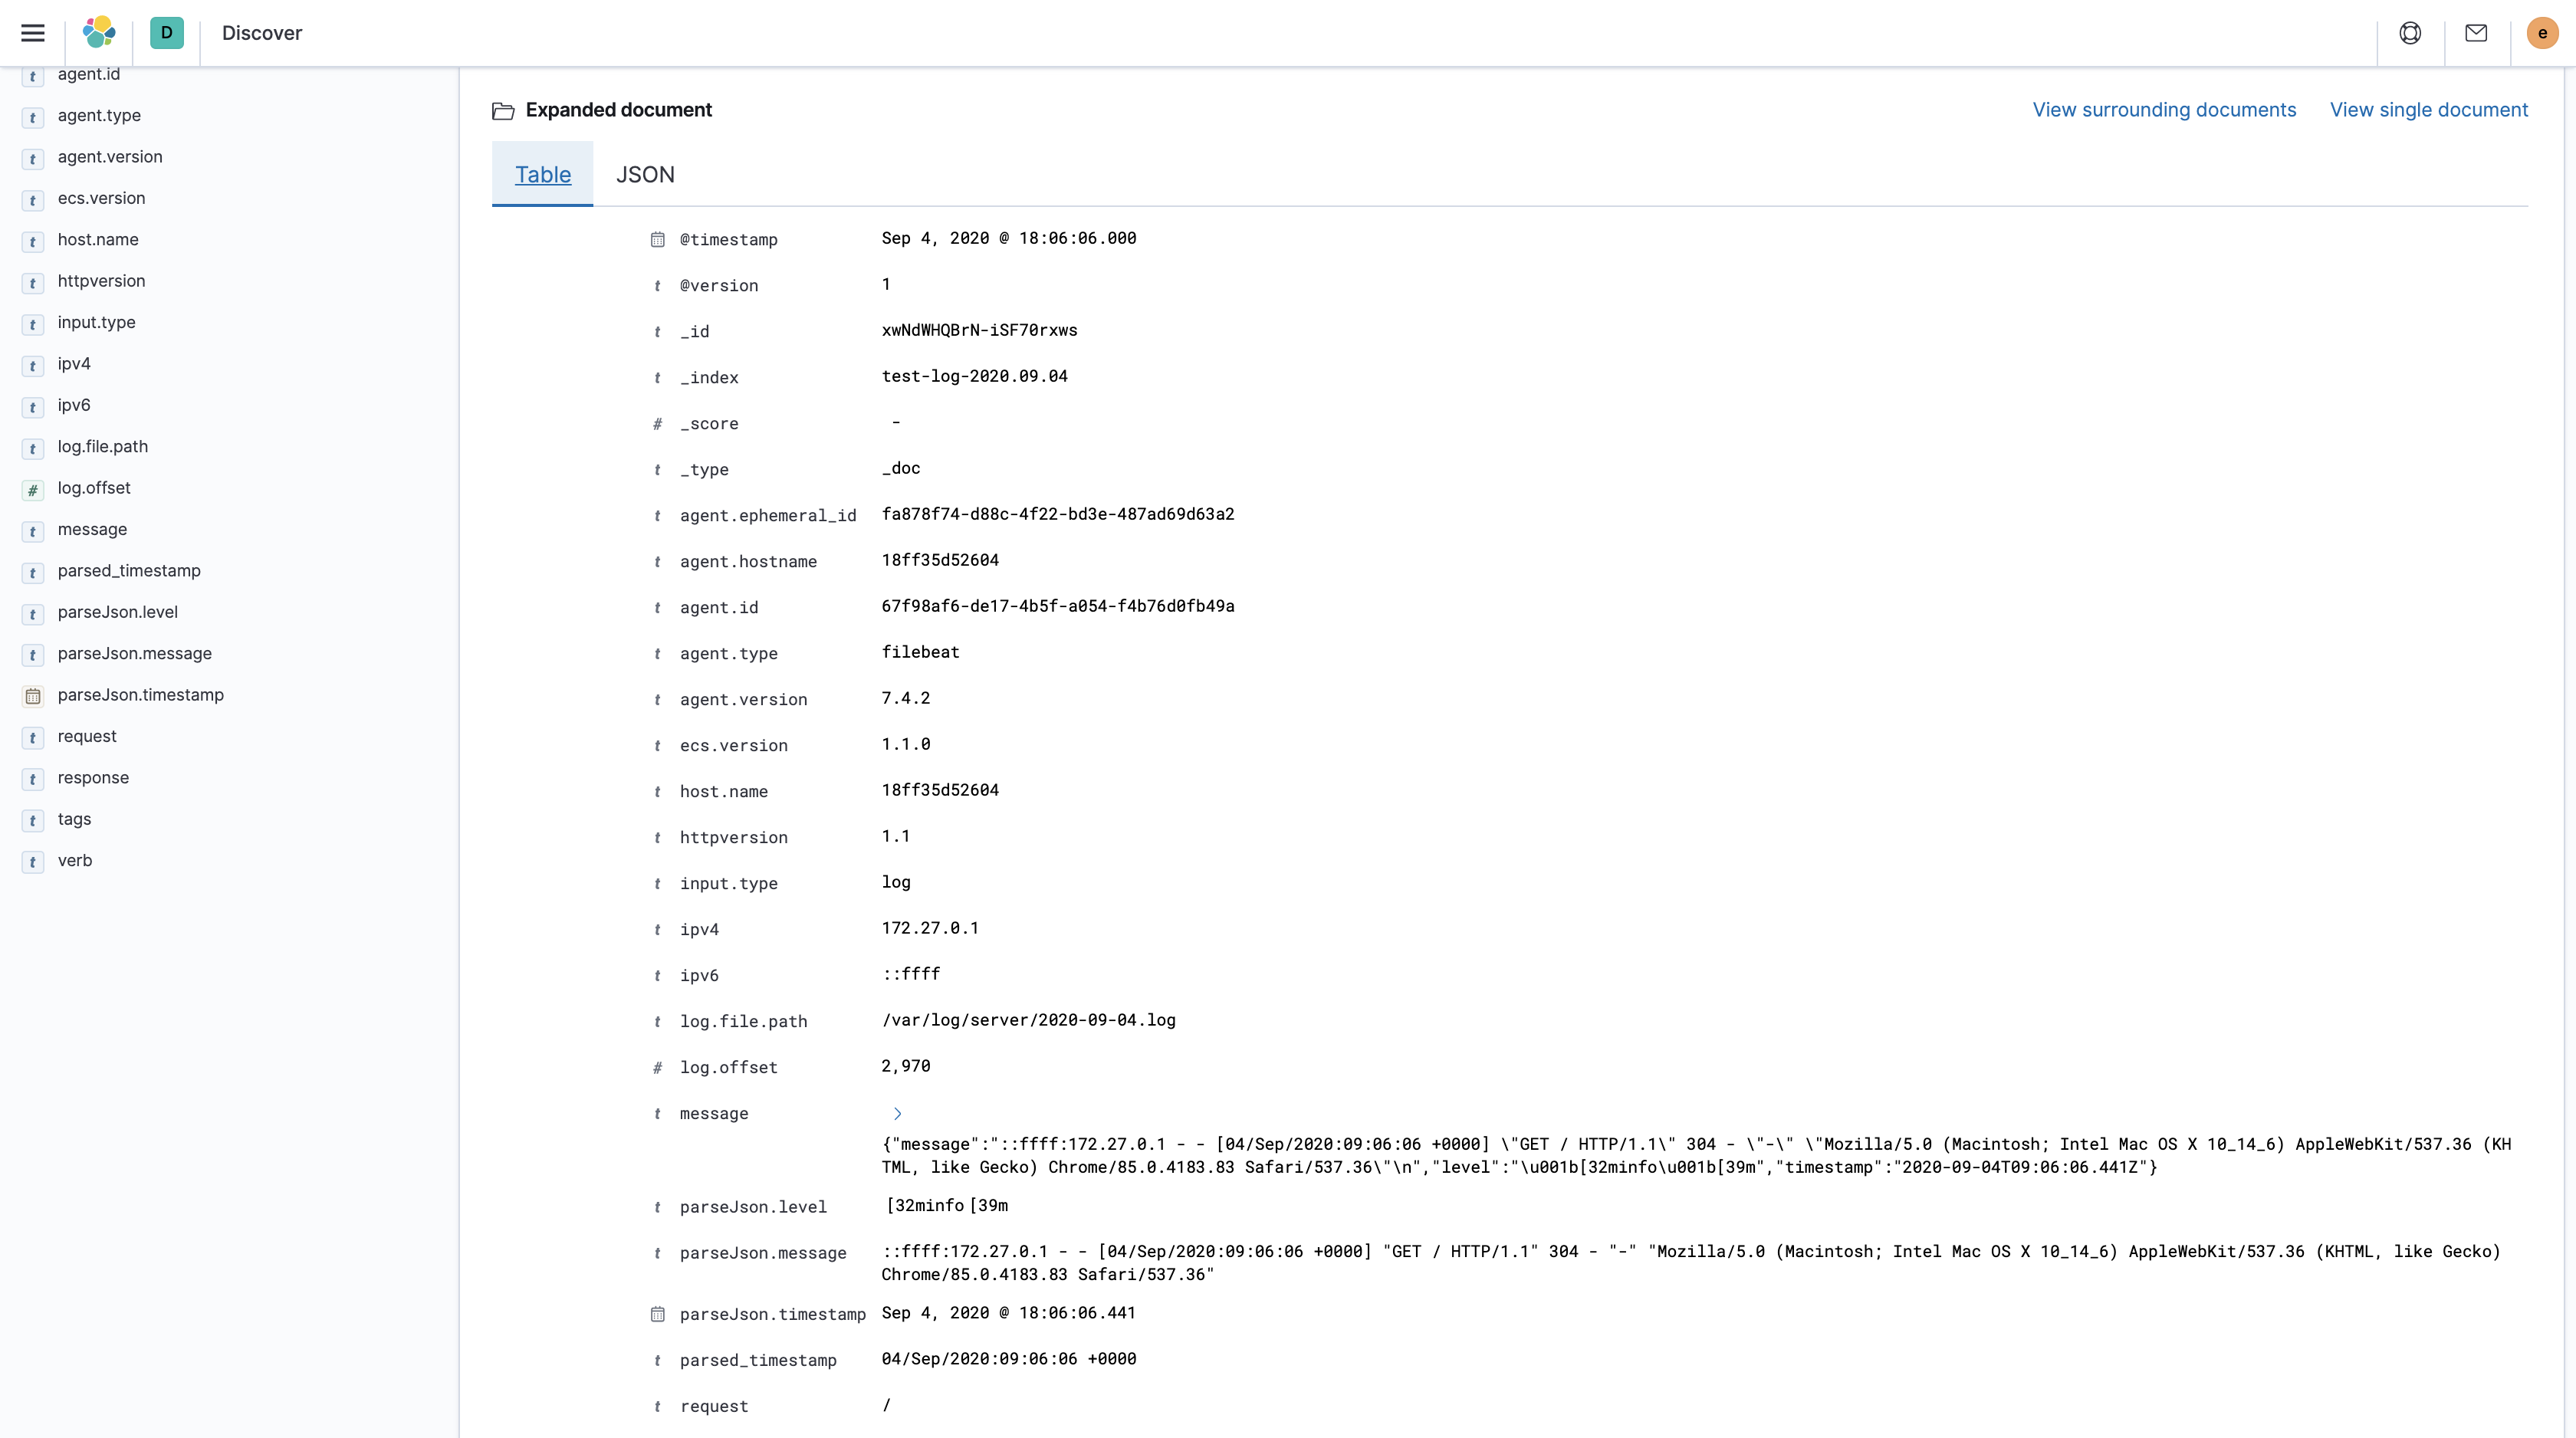 D Discover e
agent.id
agent.type
agent.version
ecs.version
host.name
httpversion
input.type
ipv4
ipv6
log.file.path
log.offset
message
parsed_timestamp
parseJson.level
parseJson.message
parseJson.timestamp
request
response
tags
verb
Expanded document View surrounding documents View single document
Table JSON
@timestamp Sep 4, 2020 @ 18:06:06.000
t @version 1
t _id xwNdWHQBrN-iSF70rxws
t _index test-log-2020.09.04
# _score -
t _type _doc
t agent.ephemeral_id fa878f74-d88c-4f22-bd3e-487ad69d63a2
t agent.hostname 18ff35d52604
t agent.id 67f98af6-de17-4b5f-a054-f4b76d0fb49a
t agent.type filebeat
t agent.version 7.4.2
t ecs.version 1.1.0
t host.name 18ff35d52604
t httpversion 1.1
t input.type log
t ipv4 172.27.0.1
t ipv6 ::ffff
t log.file.path /var/log/server/2020-09-04.log
# log.offset 2,970
t message
{"message":"::ffff:172.27.0.1 - - [04/Sep/2020:09:06:06 +0000] \"GET / HTTP/1.1\" 304 - \"-\" \"Mozilla/5.0 (Macintosh; Intel Mac OS X 10_14_6) AppleWebKit/537.36 (KH
TML, like Gecko) Chrome/85.0.4183.83 Safari/537.36\"\n","level":"\u001b[32minfo\u001b[39m","timestamp":"2020-09-04T09:06:06.441Z"}
t parseJson.level [32minfo [39m
t parseJson.message ::ffff:172.27.0.1 - - [04/Sep/2020:09:06:06 +0000] "GET / HTTP/1.1" 304 - "-" "Mozilla/5.0 (Macintosh; Intel Mac OS X 10_14_6) AppleWebKit/537.36 (KHTML, like Gecko)
Chrome/85.0.4183.83 Safari/537.36"
parseJson.timestamp Sep 4, 2020 @ 18:06:06.441
t parsed_timestamp 04/Sep/2020:09:06:06 +0000
t request /